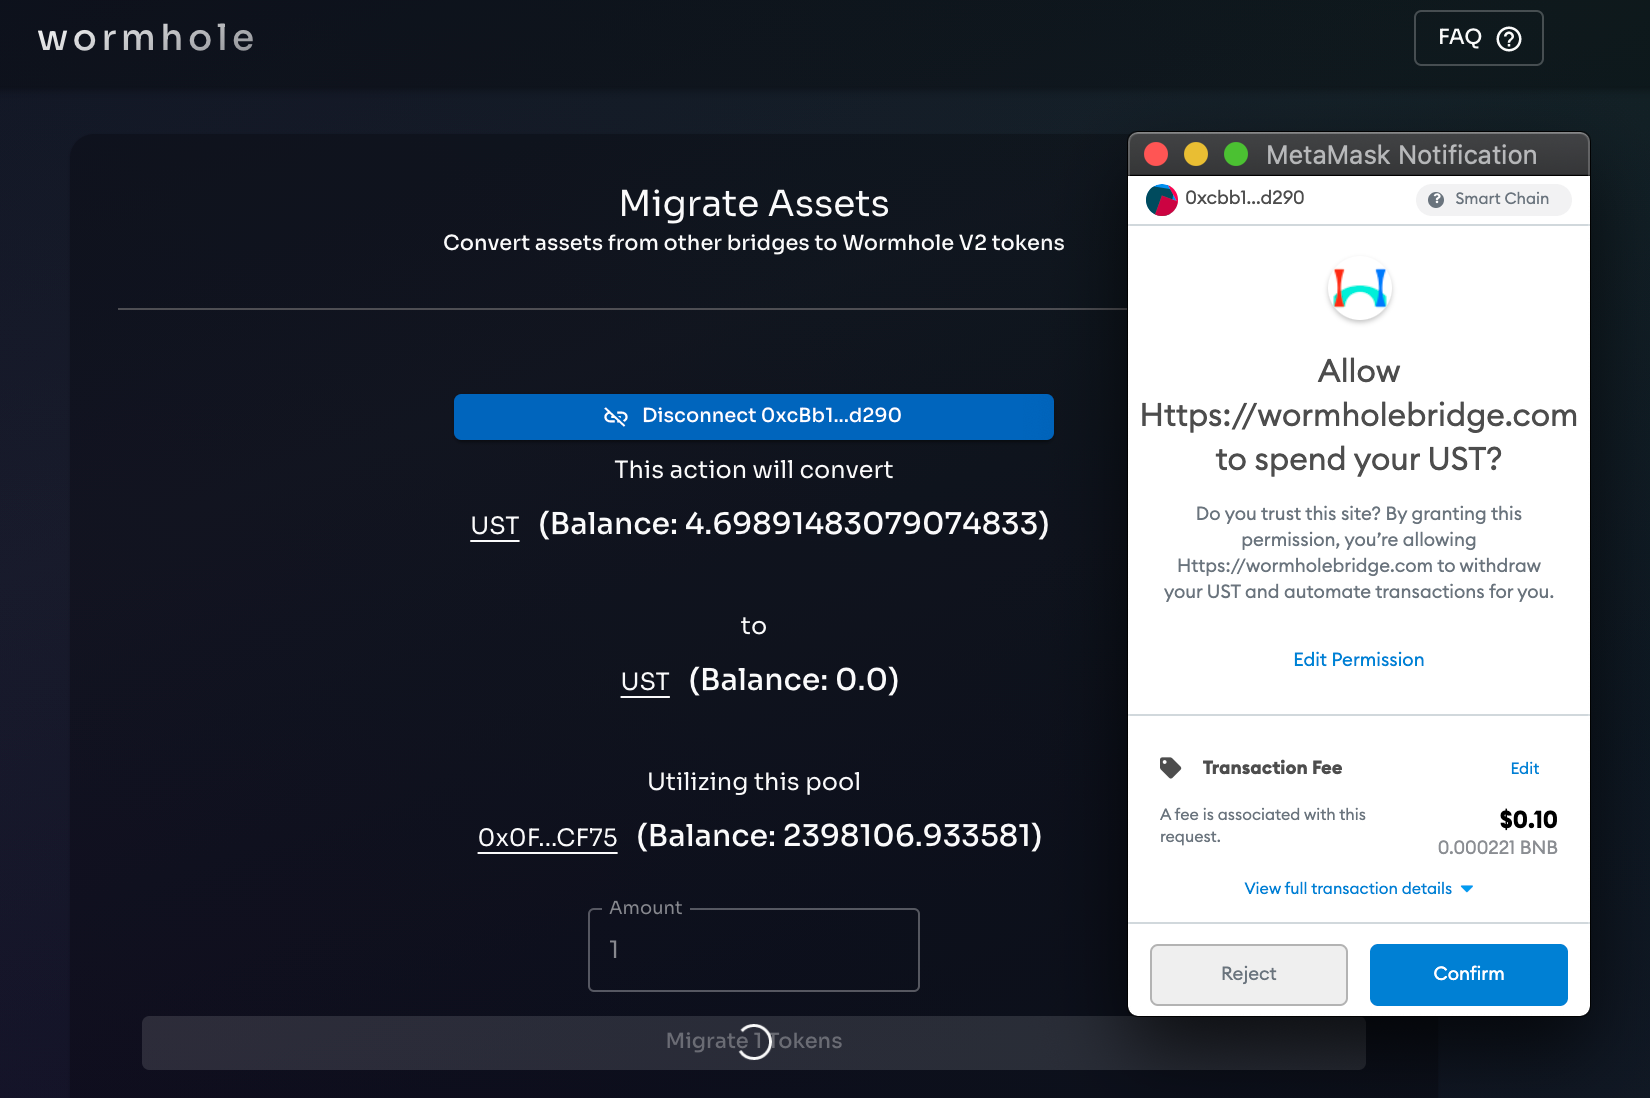 wormhole
FAQ
Migrate Assets
Convert assets from other bridges to Wormhole V2 tokens
Disconnect 0xcBb1...d290
This action will convert
UST (Balance: 4.69891483079074833)
to
UST (Balance: 0.0)
Utilizing this pool
0x0F...CF75 (Balance: 2398106.933581)
Amount
1
Migrate 1 Tokens
MetaMask Notification
0xcbb1...d290
Smart Chain
Allow
Https://wormholebridge.com
to spend your UST?
Do you trust this site? By granting this
permission, you’re allowing
Https://wormholebridge.com to withdraw
your UST and automate transactions for you.
Edit Permission
Transaction Fee
Edit
A fee is associated with this
request.
$0.10
0.000221 BNB
View full transaction details
Reject
Confirm